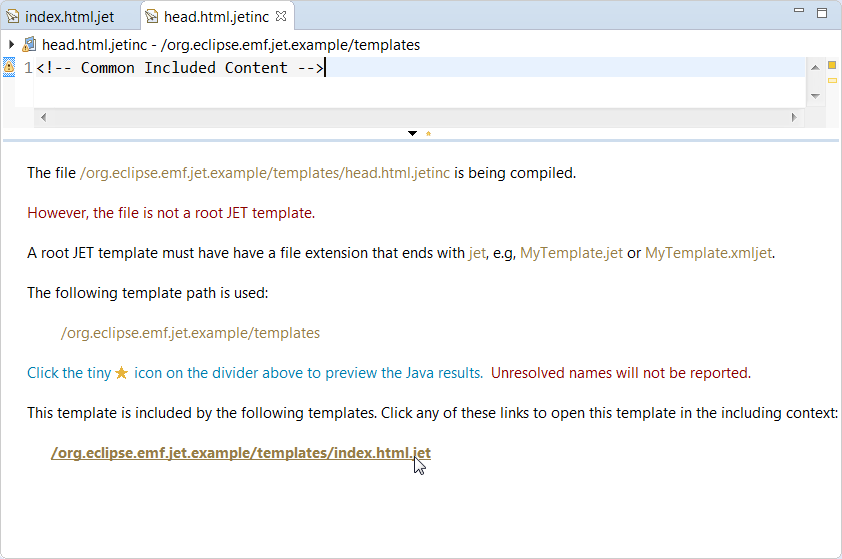 index.html.jet
head.html.jetinc
head.html.jetinc - /org.eclipse.emf.jet.example/templates
1 <!-- Common Included Content -->
The file /org.eclipse.emf.jet.example/templates/head.html.jetinc is being compiled.
However, the file is not a root JET template.
A root JET template must have have a file extension that ends with jet, e.g, MyTemplate.jet or MyTemplate.xmljet.
The following template path is used:
/org.eclipse.emf.jet.example/templates
Click the tiny icon on the divider above to preview the Java results. Unresolved names will not be reported.
This template is included by the following templates. Click any of these links to open this template in the including context:
/org.eclipse.emf.jet.example/templates/index.html.jet